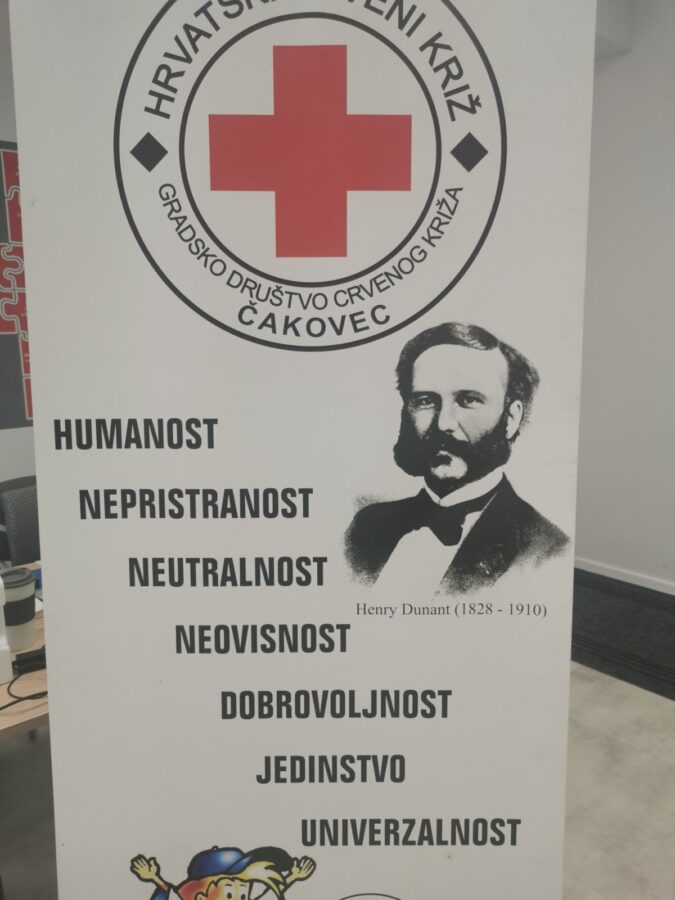 HRVATSKI CRVENI KRIŽ
GRADSKO DRUŠTVO CRVENOG KRIŽA
ČAKOVEC
HUMANOST
NEPRISTRANOST
NEUTRALNOST
Henry Dunant (1828 - 1910)
NEOVISNOST
DOBROVOLJNOST
JEDINSTVO
UNIVERZALNOST